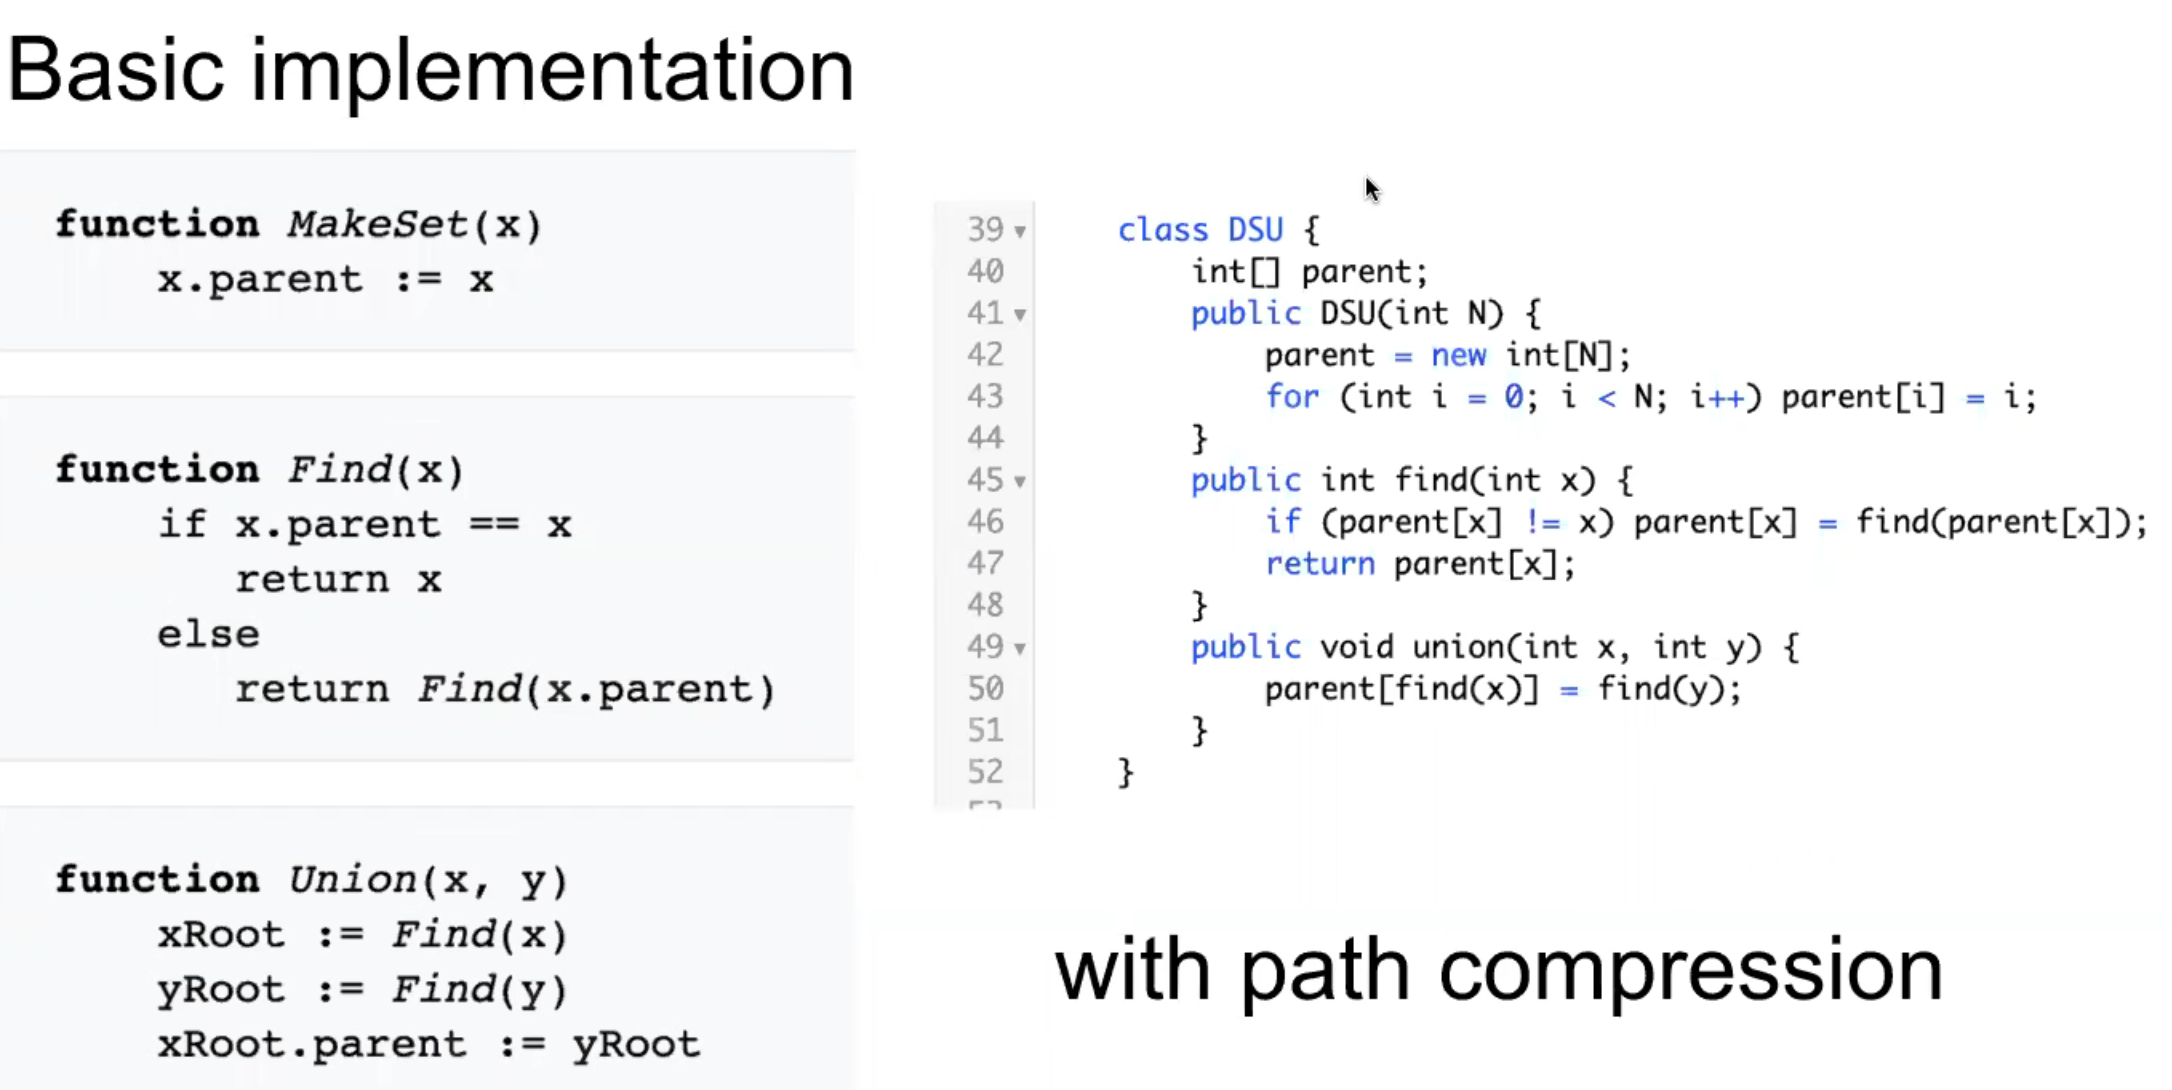 Basic implementation
function MakeSet(x)
x.parent := x
function Find(x)
if x.parent == x
return x
else
return Find(x.parent)
function Union(x, y)
xRoot := Find(x)
yRoot := Find(y)
xRoot.parent := yRoot
39 class DSU {
40 int[] parent;
41 public DSU(int N) {
42 parent = new int[N];
43 for (int i = 0; i < N; i++) parent[i] = i;
44 }
45 public int find(int x) {
46 if (parent[x] != x) parent[x] = find(parent[x]);
47 return parent[x];
48 }
49 public void union(int x, int y) {
50 parent[find(x)] = find(y);
51 }
52 }
with path compression